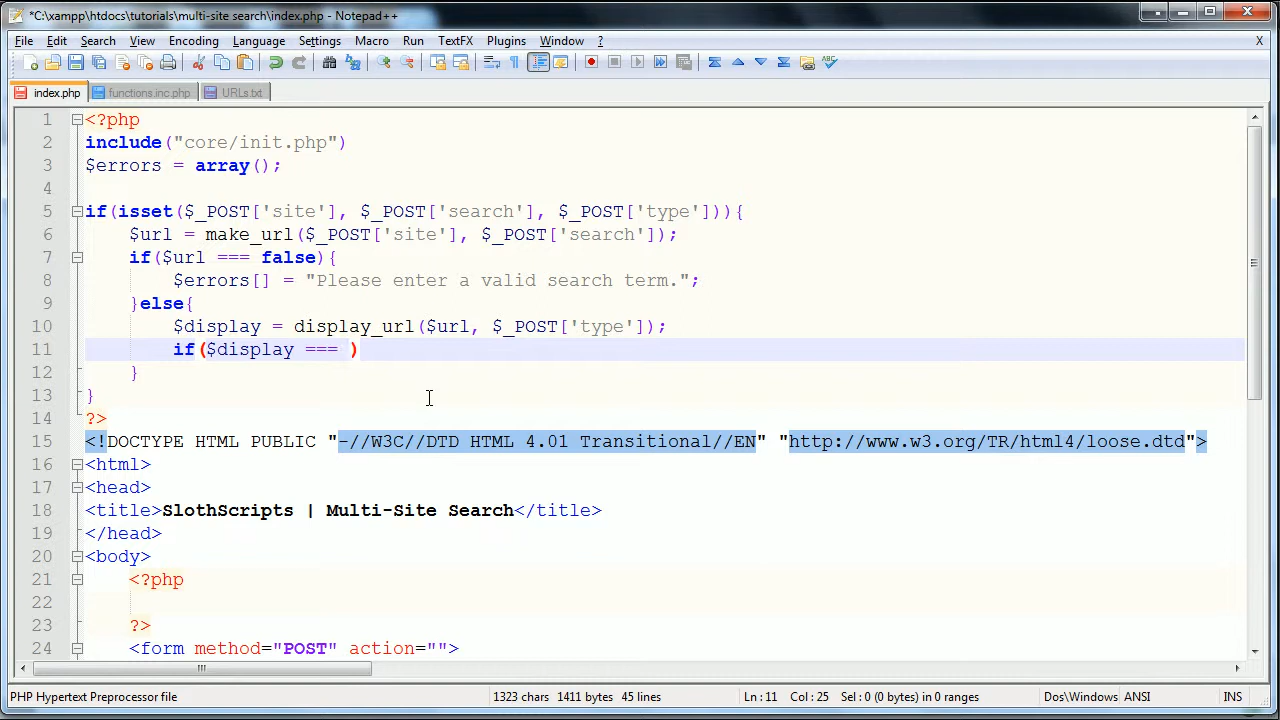 *C:\xampp\htdocs\tutorials\multi-site search\index.php - Notepad++
File Edit Search View Encoding Language Settings Macro Run TextFX Plugins Window ? X
index.php functions.inc.php URLs.txt
1 <?php
2 include("core/init.php")
3 $errors = array();
4
5 if(isset($_POST['site'], $_POST['search'], $_POST['type'])){
6 $url = make_url($_POST['site'], $_POST['search']);
7 if($url === false){
8 $errors[] = "Please enter a valid search term.";
9 }else{
10 $display = display_url($url, $_POST['type']);
11 if($display === )
12 }
13 }
14 ?>
15 <!DOCTYPE HTML PUBLIC "-//W3C//DTD HTML 4.01 Transitional//EN" "http://www.w3.org/TR/html4/loose.dtd">
16 <html>
17 <head>
18 <title>SlothScripts | Multi-Site Search</title>
19 </head>
20 <body>
21 <?php
22
23 ?>
24 <form method="POST" action="">
PHP Hypertext Preprocessor file 1323 chars 1411 bytes 45 lines Ln : 11 Col : 25 Sel : 0 (0 bytes) in 0 ranges Dos\Windows ANSI INS